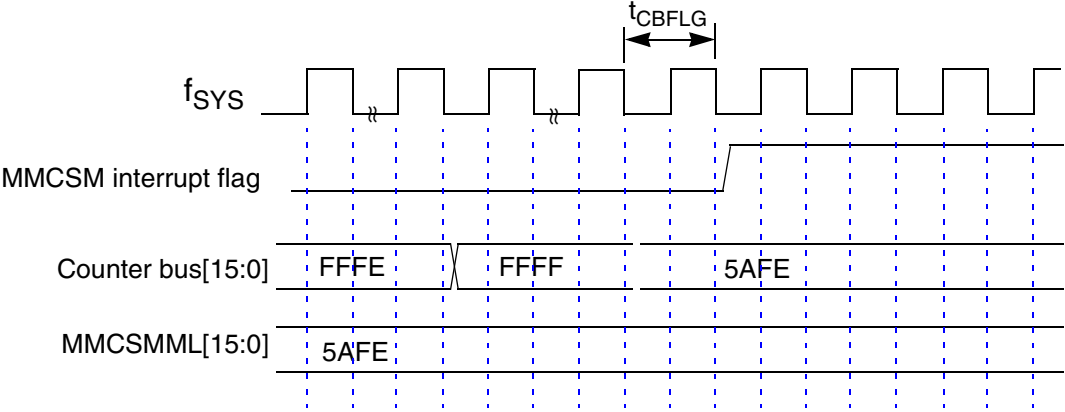 tCBFLG
fSYS
MMCSM interrupt flag
Counter bus[15:0] FFFE FFFF 5AFE
MMCSMML[15:0] 5AFE